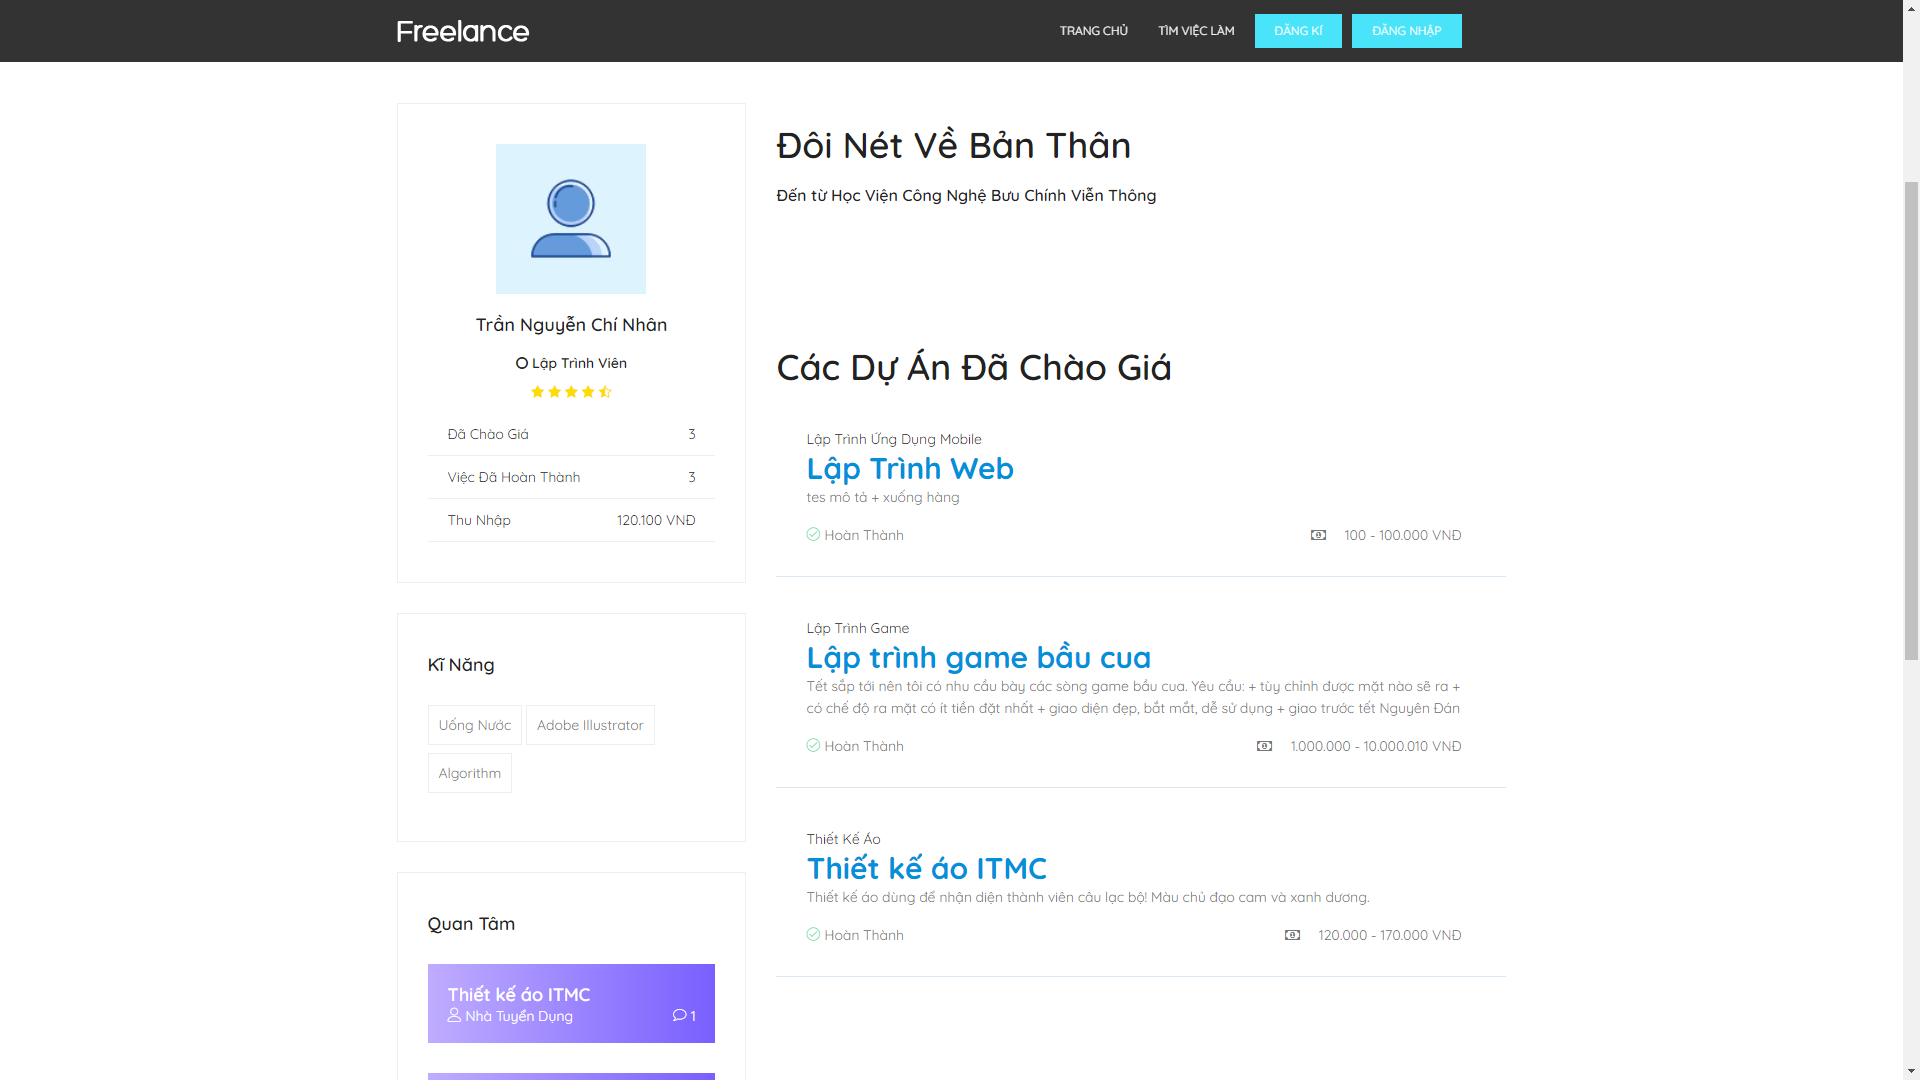 Freelance
TRANG CHỦ
TÌM VIỆC LÀM
ĐĂNG KÍ
ĐĂNG NHẬP
Trần Nguyễn Chí Nhân
Lập Trình Viên
Đã Chào Giá 3
Việc Đã Hoàn Thành 3
Thu Nhập 120.100 VNĐ
Kĩ Năng
Uống Nước
Adobe Illustrator
Algorithm
Quan Tâm
Thiết kế áo ITMC
Nhà Tuyển Dụng 1
Đôi Nét Về Bản Thân
Đến từ Học Viện Công Nghệ Bưu Chính Viễn Thông
Các Dự Án Đã Chào Giá
Lập Trình Ứng Dụng Mobile
Lập Trình Web
tes mô tả + xuống hàng
Hoàn Thành 100 - 100.000 VNĐ
Lập Trình Game
Lập trình game bầu cua
Tết sắp tới nên tôi có nhu cầu bày các sòng game bầu cua. Yêu cầu: + tùy chỉnh được mặt nào sẽ ra +
có chế độ ra mặt có ít tiền đặt nhất + giao diện đẹp, bắt mắt, dễ sử dụng + giao trước tết Nguyên Đán
Hoàn Thành 1.000.000 - 10.000.010 VNĐ
Thiết Kế Áo
Thiết kế áo ITMC
Thiết kế áo dùng để nhận diện thành viên câu lạc bộ! Màu chủ đạo cam và xanh dương.
Hoàn Thành 120.000 - 170.000 VNĐ